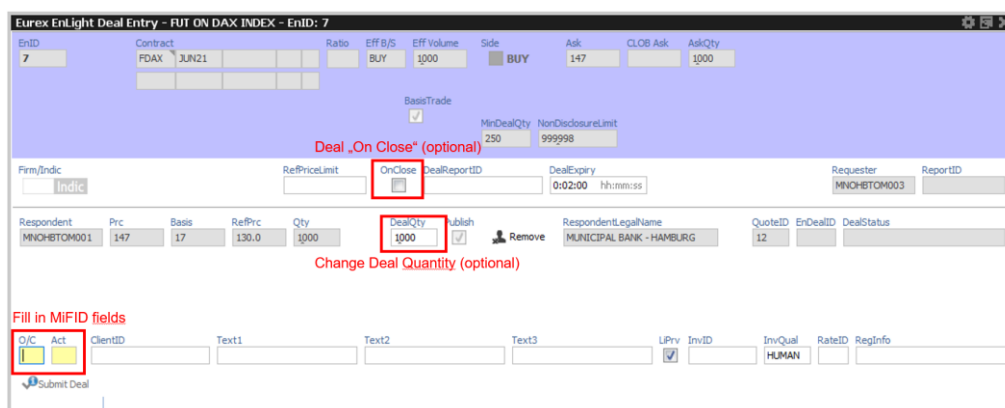 Eurex EnLight Deal Entry - FUT ON DAX INDEX - EnID: 7
EnID Contract Ratio Eff B/S Eff Volume Side Ask CLOB Ask AskQty
7 FDAX JUN21 BUY 1000 BUY 147 1000
BasisTrade
MinDealQty NonDisclosureLimit
250 999998
Deal „On Close“ (optional)
Firm/Indic RefPriceLimit OnClose DealReportID DealExpiry Requester ReportID
Indic 0:02:00 hh:mm:ss MNOHBTOM003
Respondent Prc Basis RefPrc Qty DealQty Publish RespondentLegalName QuoteID EnDealID DealStatus
MNOHBTOM001 147 17 130.0 1000 1000 Remove MUNICIPAL BANK - HAMBURG 12
Change Deal Quantity (optional)
Fill in MiFID fields
O/C Act ClientID Text1 Text2 Text3 LiPrv InvID InvQual RateID RegInfo
HUMAN
Submit Deal